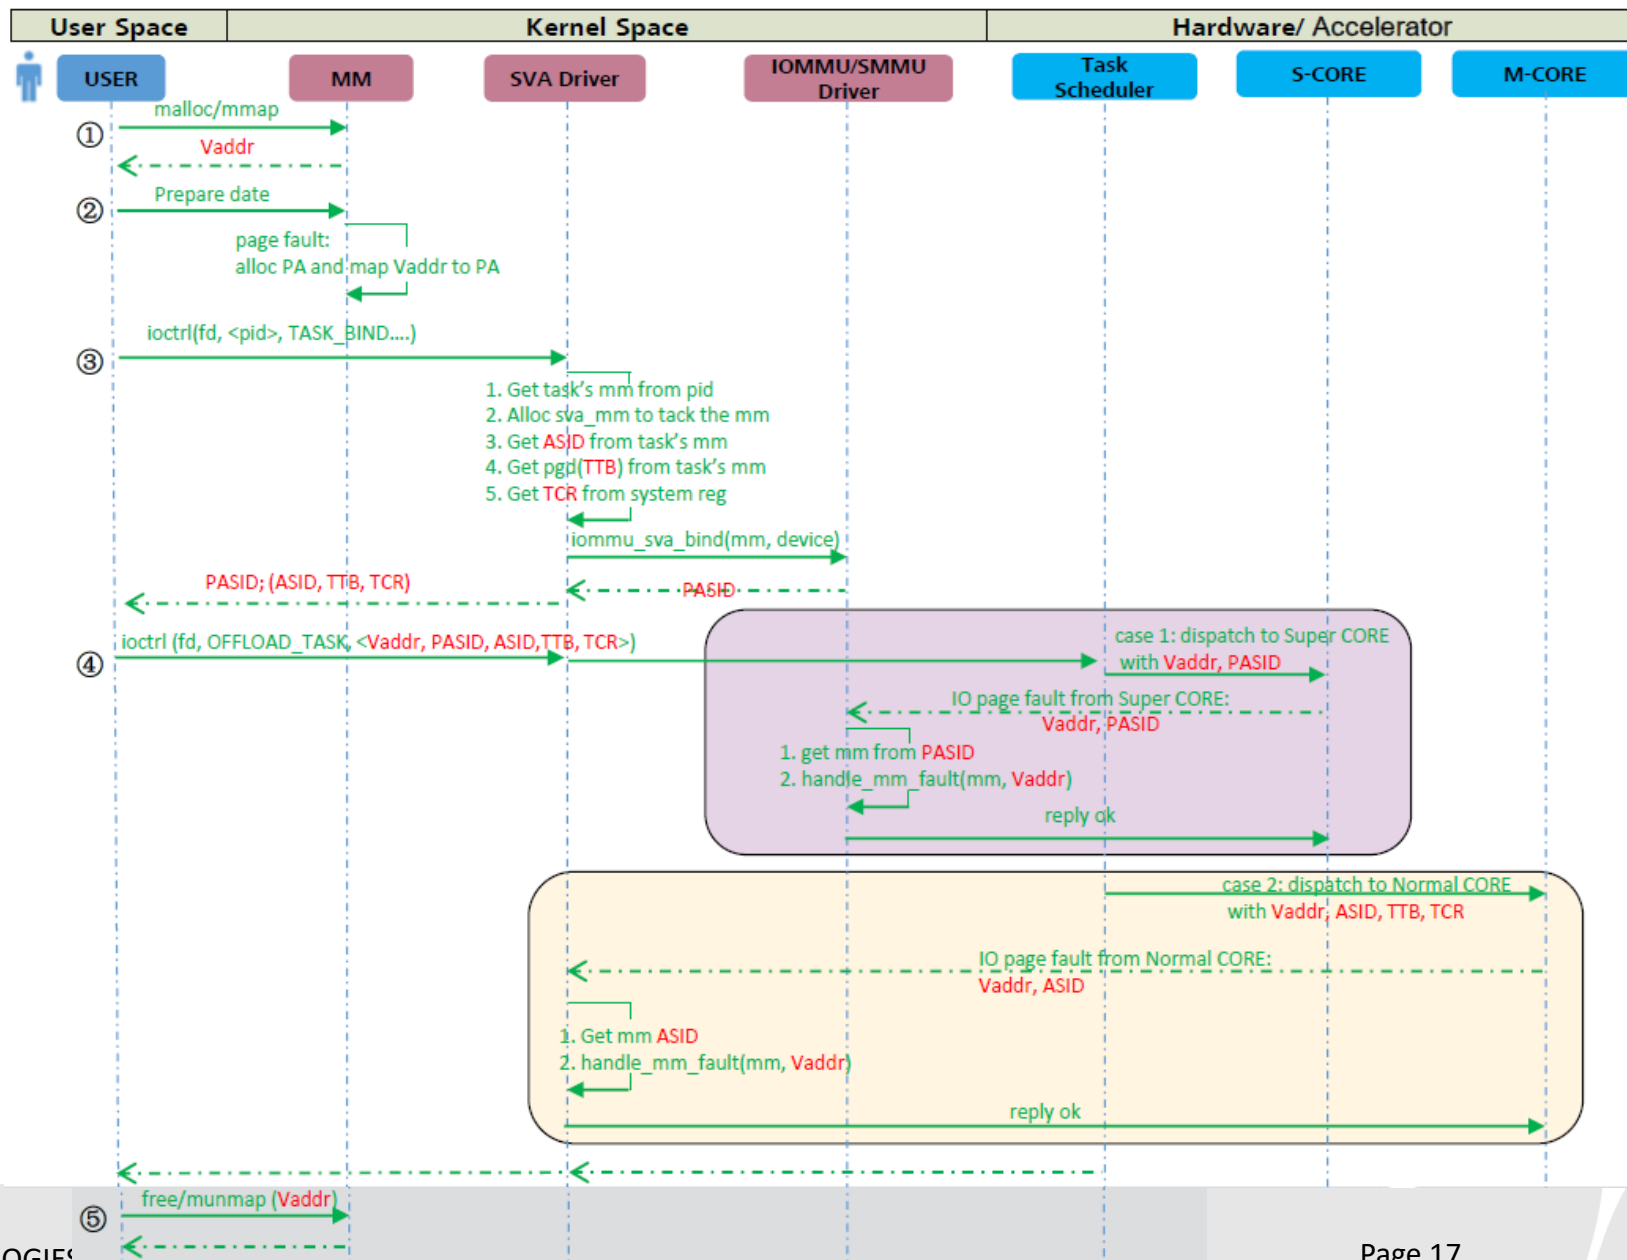 User Space
Kernel Space
Hardware/ Accelerator
USER
MM
SVA Driver
IOMMU/SMMU
Driver
Task
Scheduler
S-CORE
M-CORE
①
malloc/mmap
Vaddr
②
Prepare date
page fault:
alloc PA and map Vaddr to PA
③
ioctrl(fd, <pid>, TASK_BIND....)
1. Get task's mm from pid
2. Alloc sva_mm to tack the mm
3. Get ASID from task's mm
4. Get pgd(TTB) from task's mm
5. Get TCR from system reg
iommu_sva_bind(mm, device)
PASID
PASID; (ASID, TTB, TCR)
④
ioctrl (fd, OFFLOAD_TASK, <Vaddr, PASID, ASID,TTB, TCR>)
case 1: dispatch to Super CORE
with Vaddr, PASID
IO page fault from Super CORE:
Vaddr, PASID
1. get mm from PASID
2. handle_mm_fault(mm, Vaddr)
reply ok
case 2: dispatch to Normal CORE
with Vaddr, ASID, TTB, TCR
IO page fault from Normal CORE:
Vaddr, ASID
1. Get mm ASID
2. handle_mm_fault(mm, Vaddr)
reply ok
⑤
free/munmap (Vaddr)
Page 17